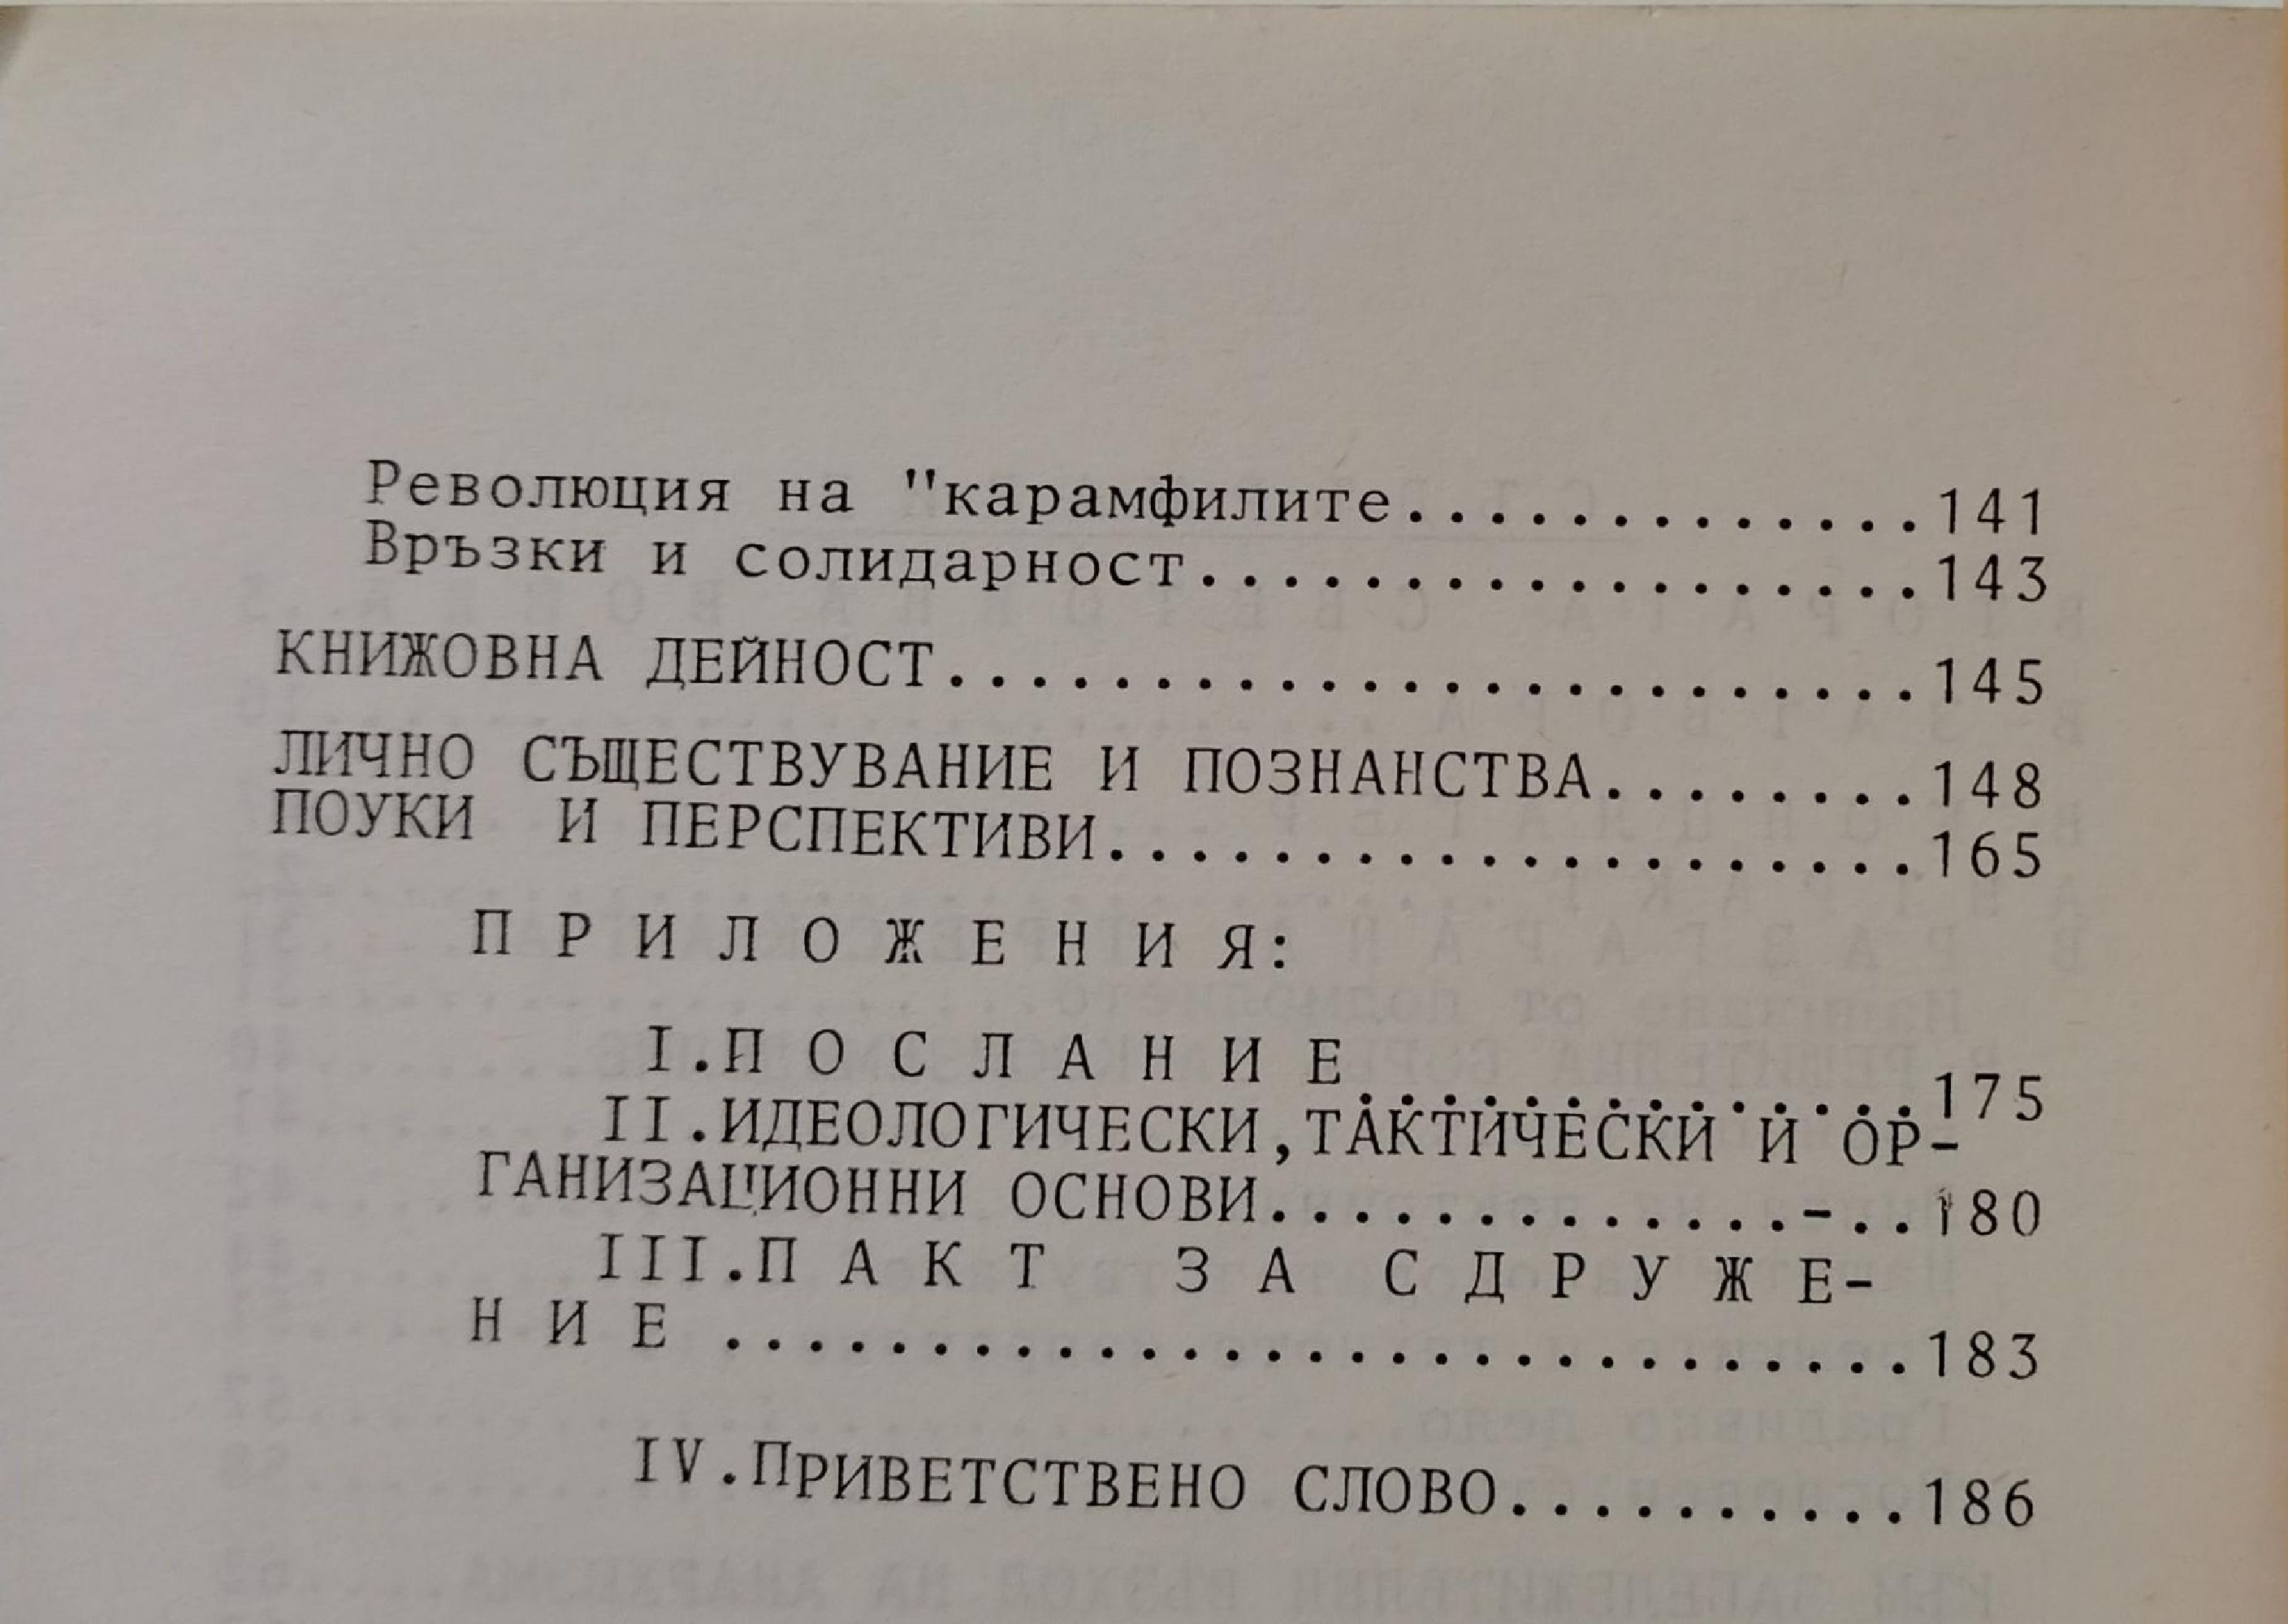 Революция на "карамфилите.............141
Връзки и солидарност..................143
КНИЖОВНА ДЕЙНОСТ........................145
ЛИЧНО СЪЩЕСТВУВАНИЕ И ПОЗНАНСТВА........148
ПОУКИ  И ПЕРСПЕКТИВИ....................165
П Р И Л О Ж Е Н И Я:
I.П О С Л А Н И Е..............175
II.ИДЕОЛОГИЧЕСКИ,ТАКТИЧЕСКИ И ОР-
ГАНИЗАЦИОННИ ОСНОВИ.............-..180
III.П А К Т   З А  С Д Р У Ж Е-
Н И Е .............................183
IV.ПРИВЕТСТВЕНО СЛОВО..........186